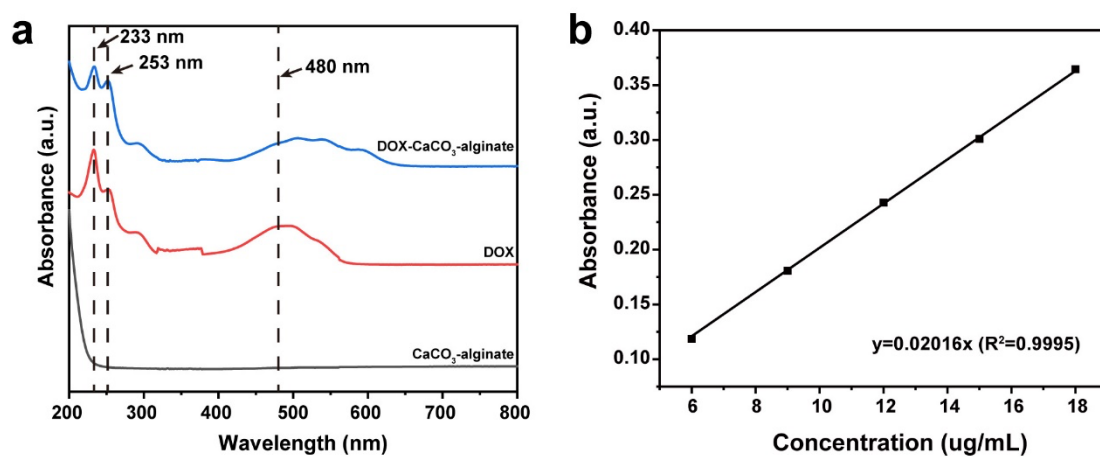 a
233 nm
253 nm
480 nm
DOX-CaCO₃-alginate
DOX
CaCO₃-alginate
Absorbance (a.u.)
200 300 400 500 600 700 800
Wavelength (nm)
b
0.40
0.35
0.30
0.25
0.20
0.15
0.10
Absorbance (a.u.)
y=0.02016x (R²=0.9995)
6 8 10 12 14 16 18
Concentration (ug/mL)